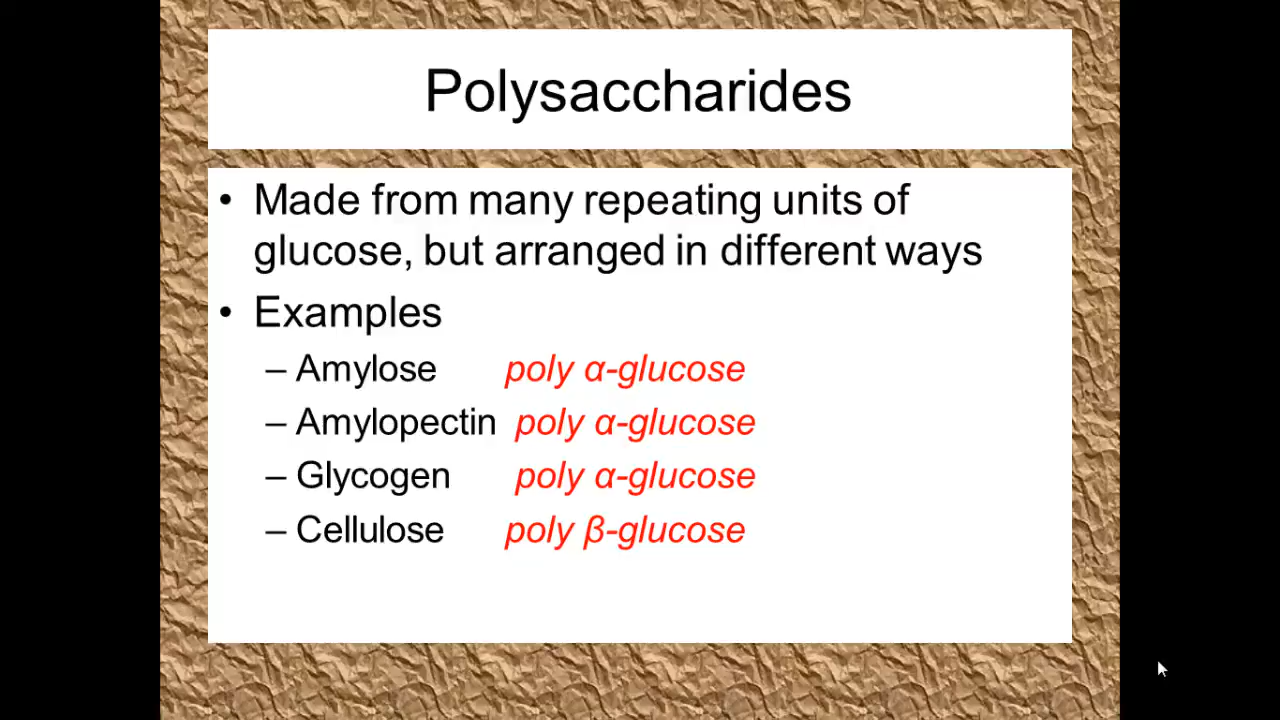 Polysaccharides
• Made from many repeating units of
glucose, but arranged in different ways
• Examples
– Amylose poly α-glucose
– Amylopectin poly α-glucose
– Glycogen poly α-glucose
– Cellulose poly β-glucose